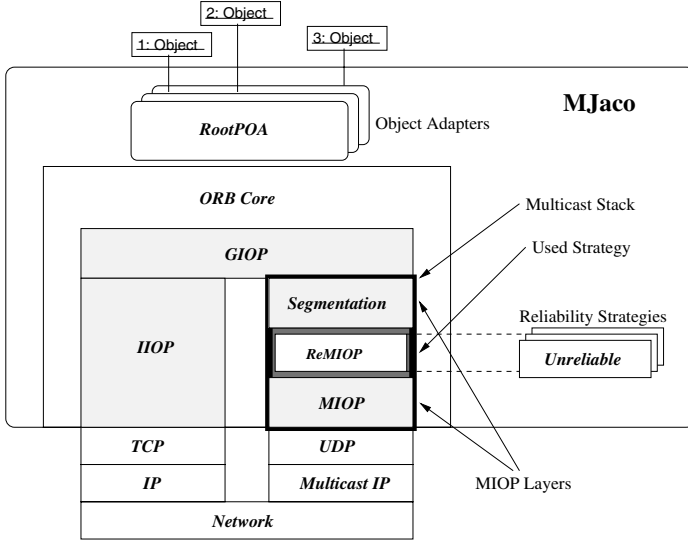 2: Object
1: Object
3: Object
MJaco
RootPOA
Object Adapters
ORB Core
Multicast Stack
GIOP
Used Strategy
Segmentation
Reliability Strategies
IIOP
ReMIOP
Unreliable
MIOP
TCP
UDP
IP
Multicast IP
MIOP Layers
Network